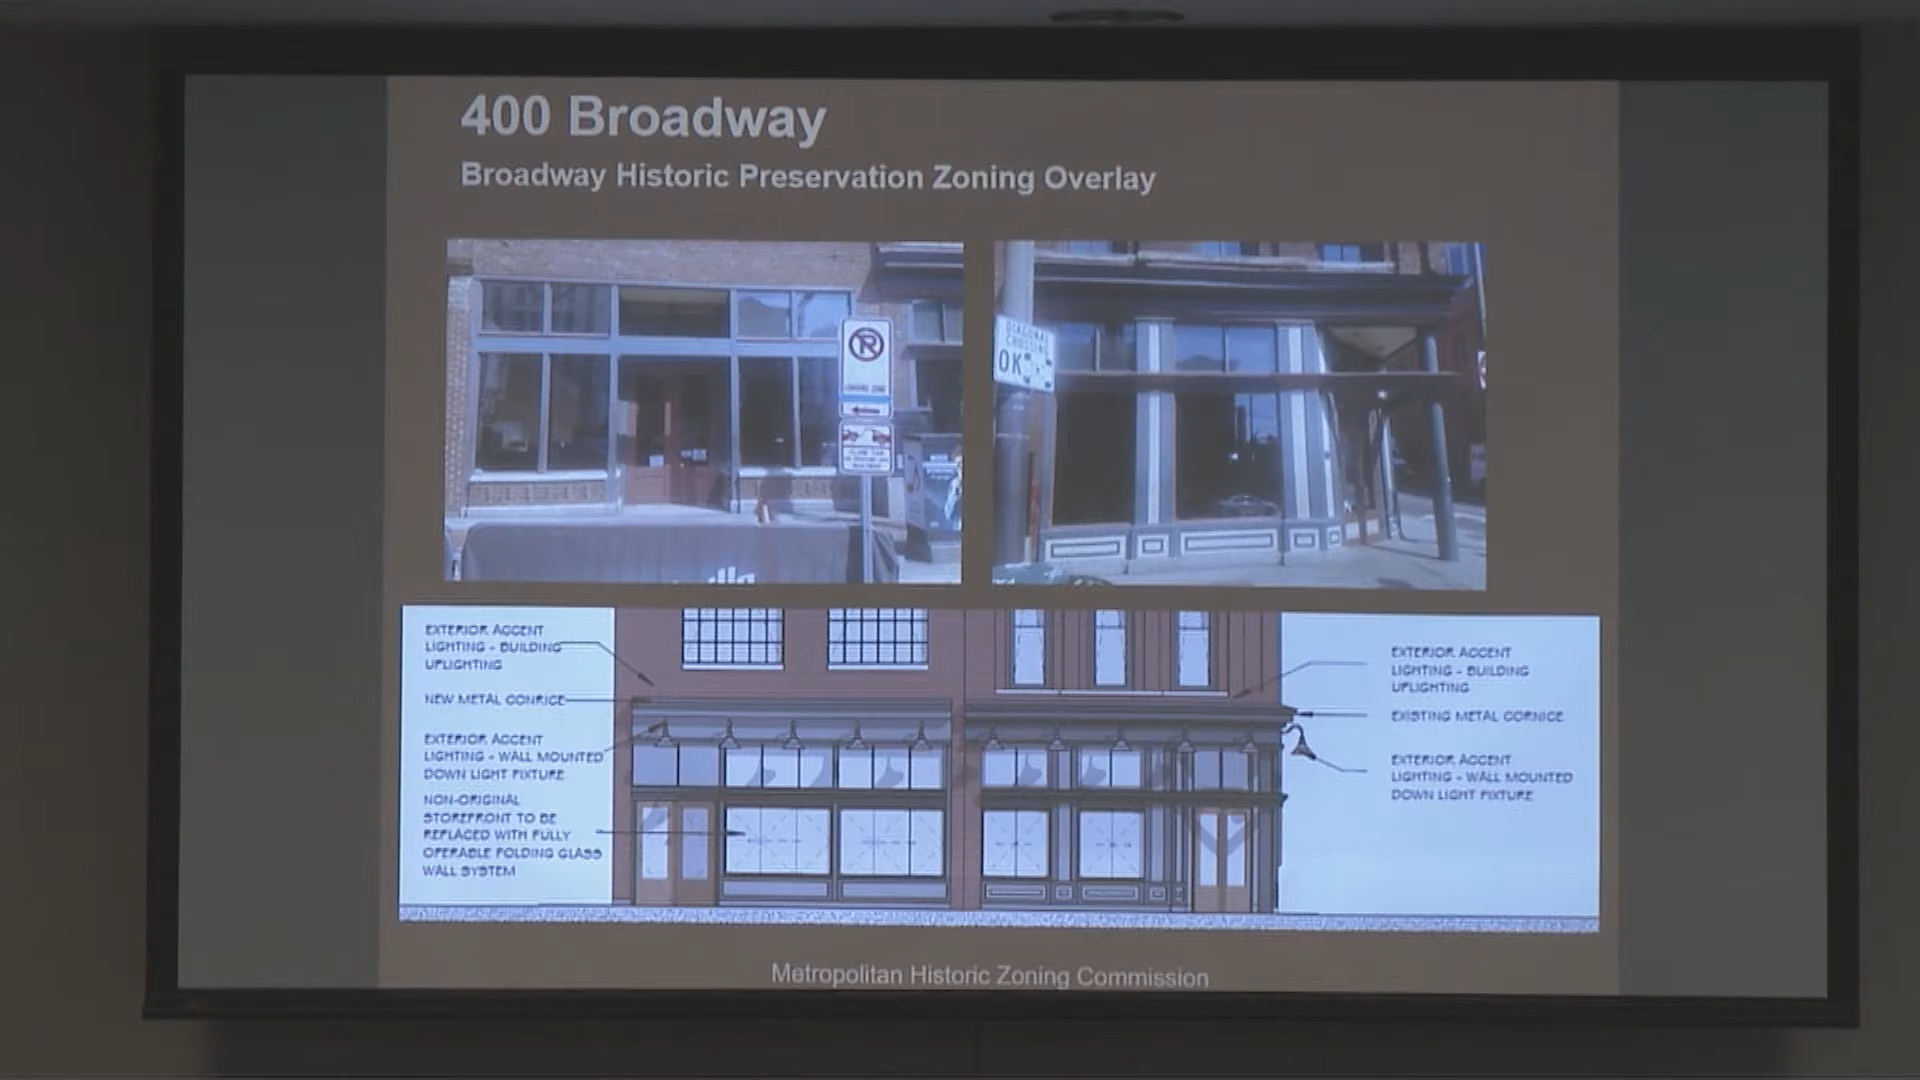 400 Broadway
Broadway Historic Preservation Zoning Overlay
DIAGONAL
CROSSING
OK
LOADING ZONE
EXTERIOR ACCENT
LIGHTING - BUILDING
UPLIGHTING
NEW METAL CONRICE
EXTERIOR ACCENT
LIGHTING - WALL MOUNTED
DOWN LIGHT FIXTURE
NON-ORIGINAL
STOREFRONT TO BE
REPLACED WITH FULLY
OPERABLE FOLDING GLASS
WALL SYSTEM
EXTERIOR ACCENT
LIGHTING - BUILDING
UPLIGHTING
EXISTING METAL CORNICE
EXTERIOR ACCENT
LIGHTING - WALL MOUNTED
DOWN LIGHT FIXTURE
Metropolitan Historic Zoning Commission